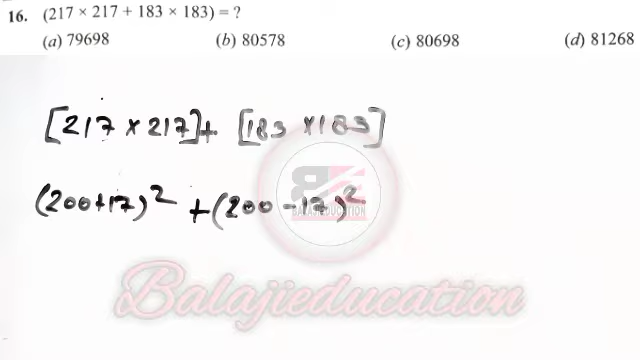 16. (217 × 217 + 183 × 183) = ?
(a) 79698 (b) 80578 (c) 80698 (d) 81268
[217 × 217] + [183 × 183]
(200+17)² + (200-17)²
BALAJIEDUCATION
Balajieducation